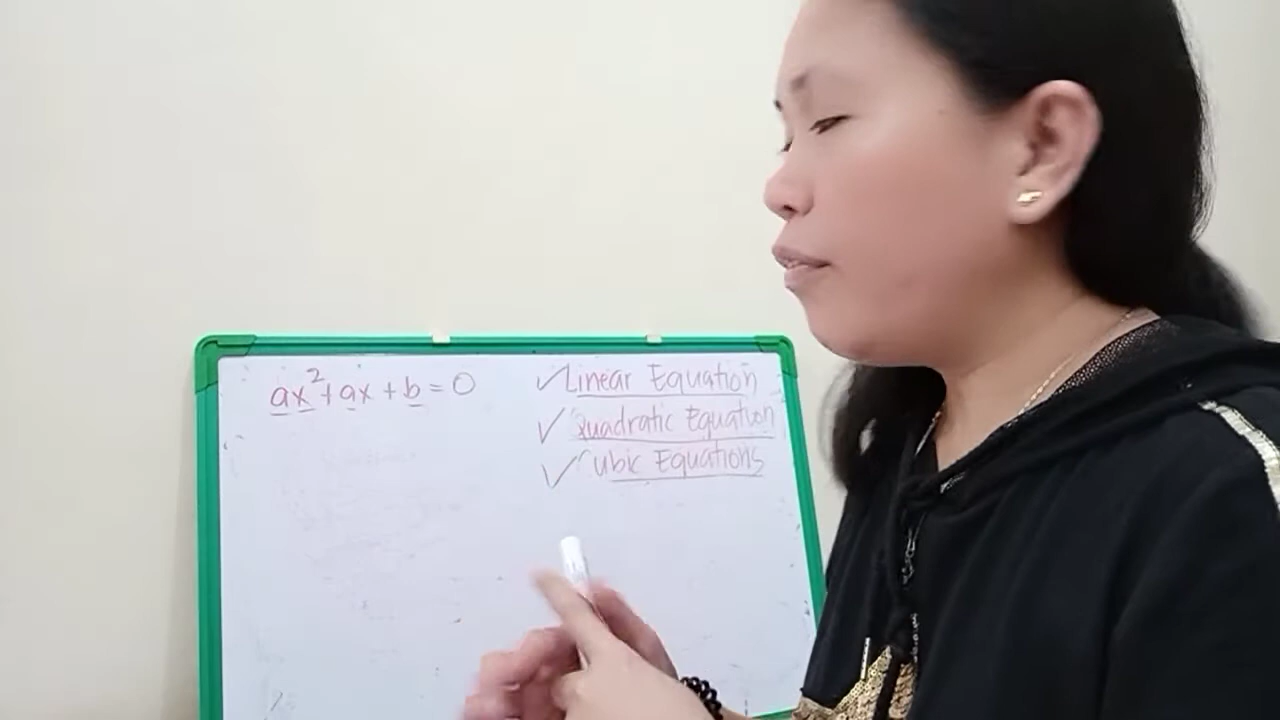 ax²+ax+b=0
✓Linear Equation
✓Quadratic Equation
✓Cubic Equations